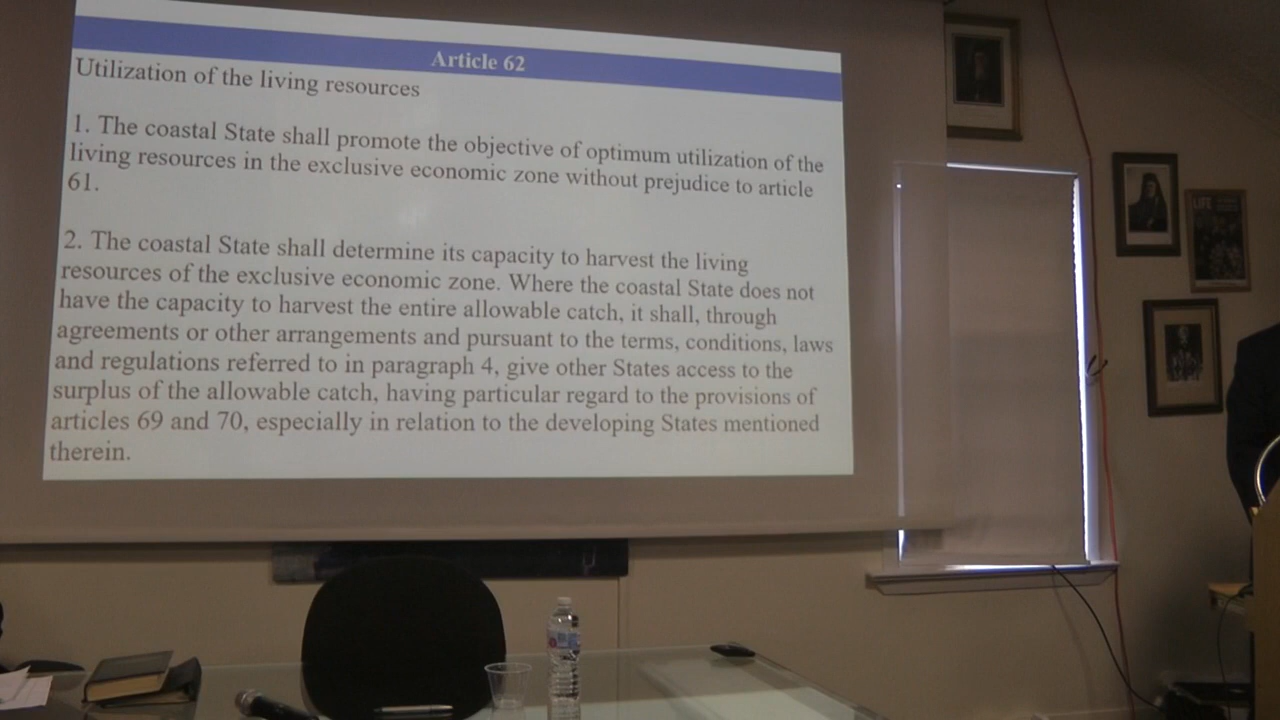 Article 62
Utilization of the living resources
1. The coastal State shall promote the objective of optimum utilization of the
living resources in the exclusive economic zone without prejudice to article
61.
2. The coastal State shall determine its capacity to harvest the living
resources of the exclusive economic zone. Where the coastal State does not
have the capacity to harvest the entire allowable catch, it shall, through
agreements or other arrangements and pursuant to the terms, conditions, laws
and regulations referred to in paragraph 4, give other States access to the
surplus of the allowable catch, having particular regard to the provisions of
articles 69 and 70, especially in relation to the developing States mentioned
therein.
LIFE